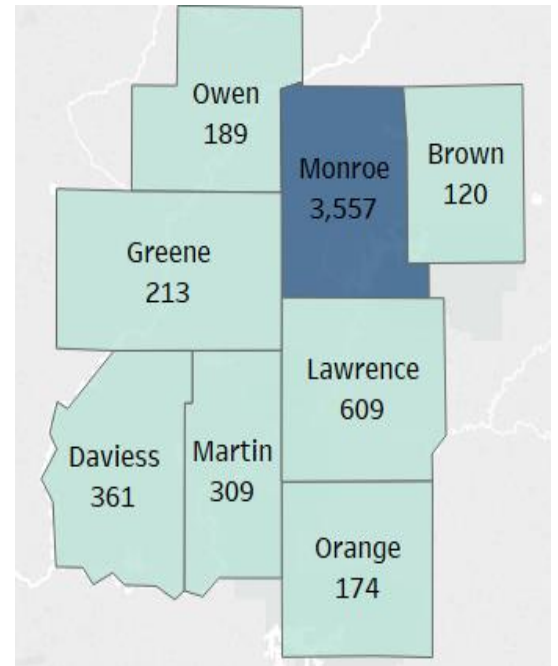 Owen
189
Monroe
3,557
Brown
120
Greene
213
Lawrence
609
Daviess
361
Martin
309
Orange
174